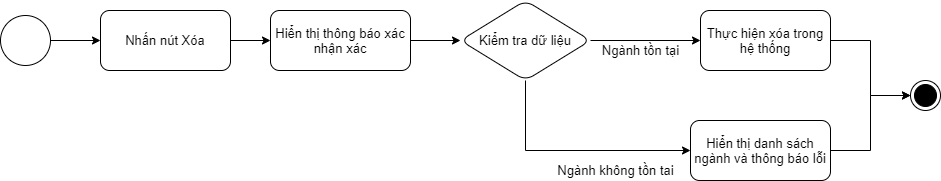 Nhấn nút Xóa
Hiển thị thông báo xác
nhận xác
Kiểm tra dữ liệu
Ngành tồn tại
Thực hiện xóa trong
hệ thống
Ngành không tồn tai
Hiển thị danh sách
ngành và thông báo lỗi